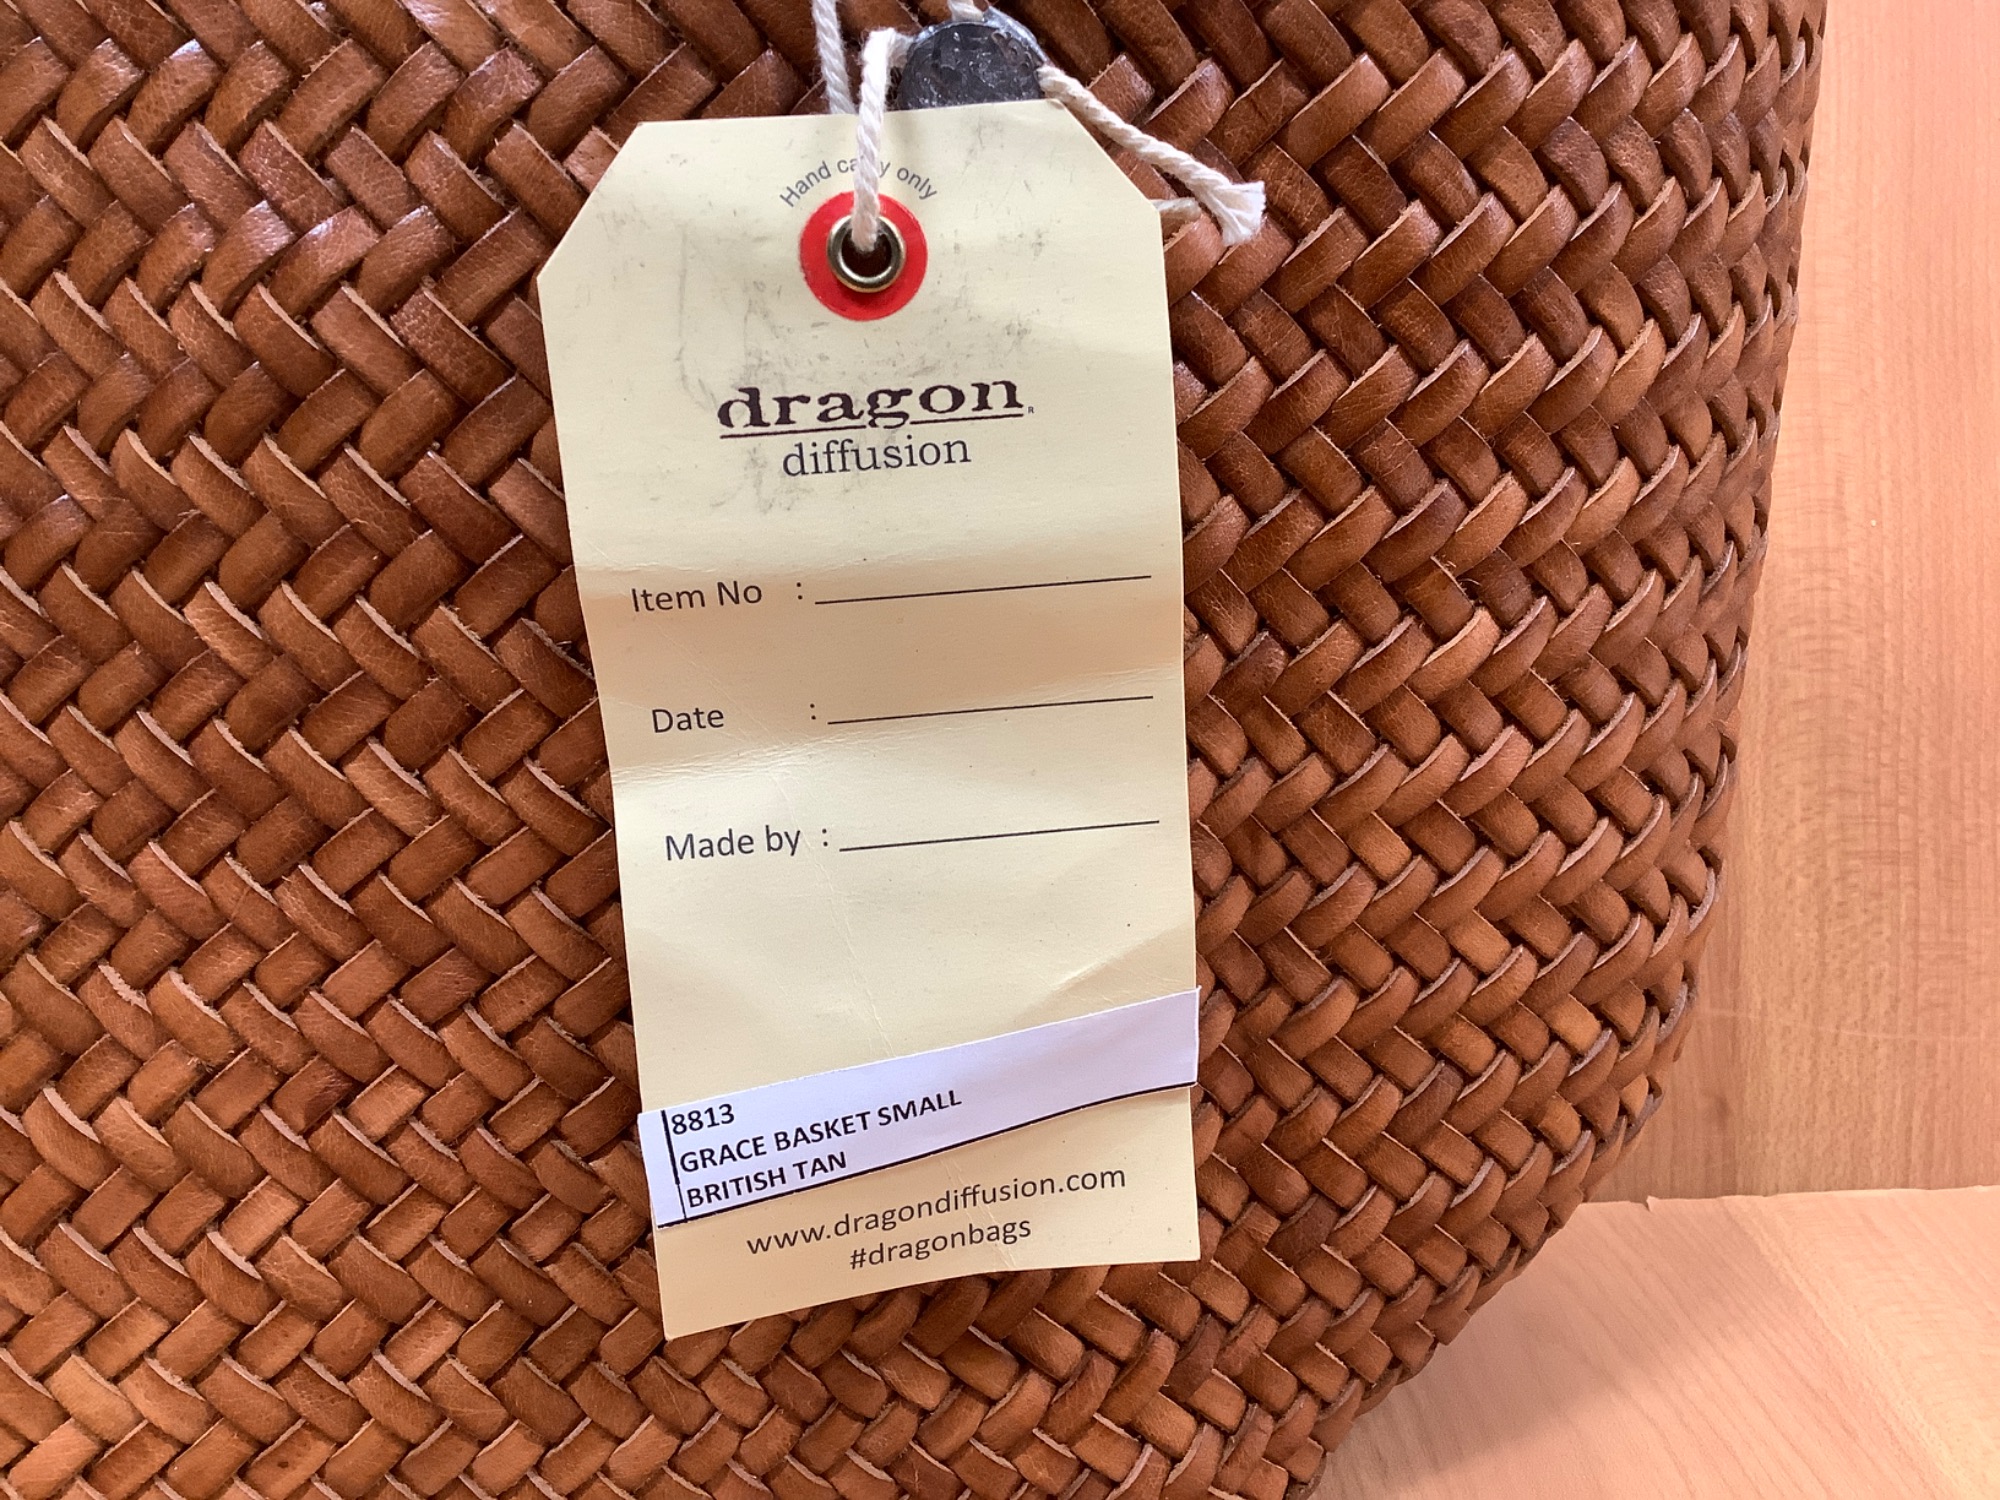 Hand carry only
dragon
diffusion
Item No :
Date :
Made by :
8813
GRACE BASKET SMALL
BRITISH TAN
www.dragondiffusion.com
#dragonbags